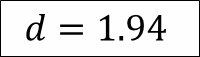 d = 1.94